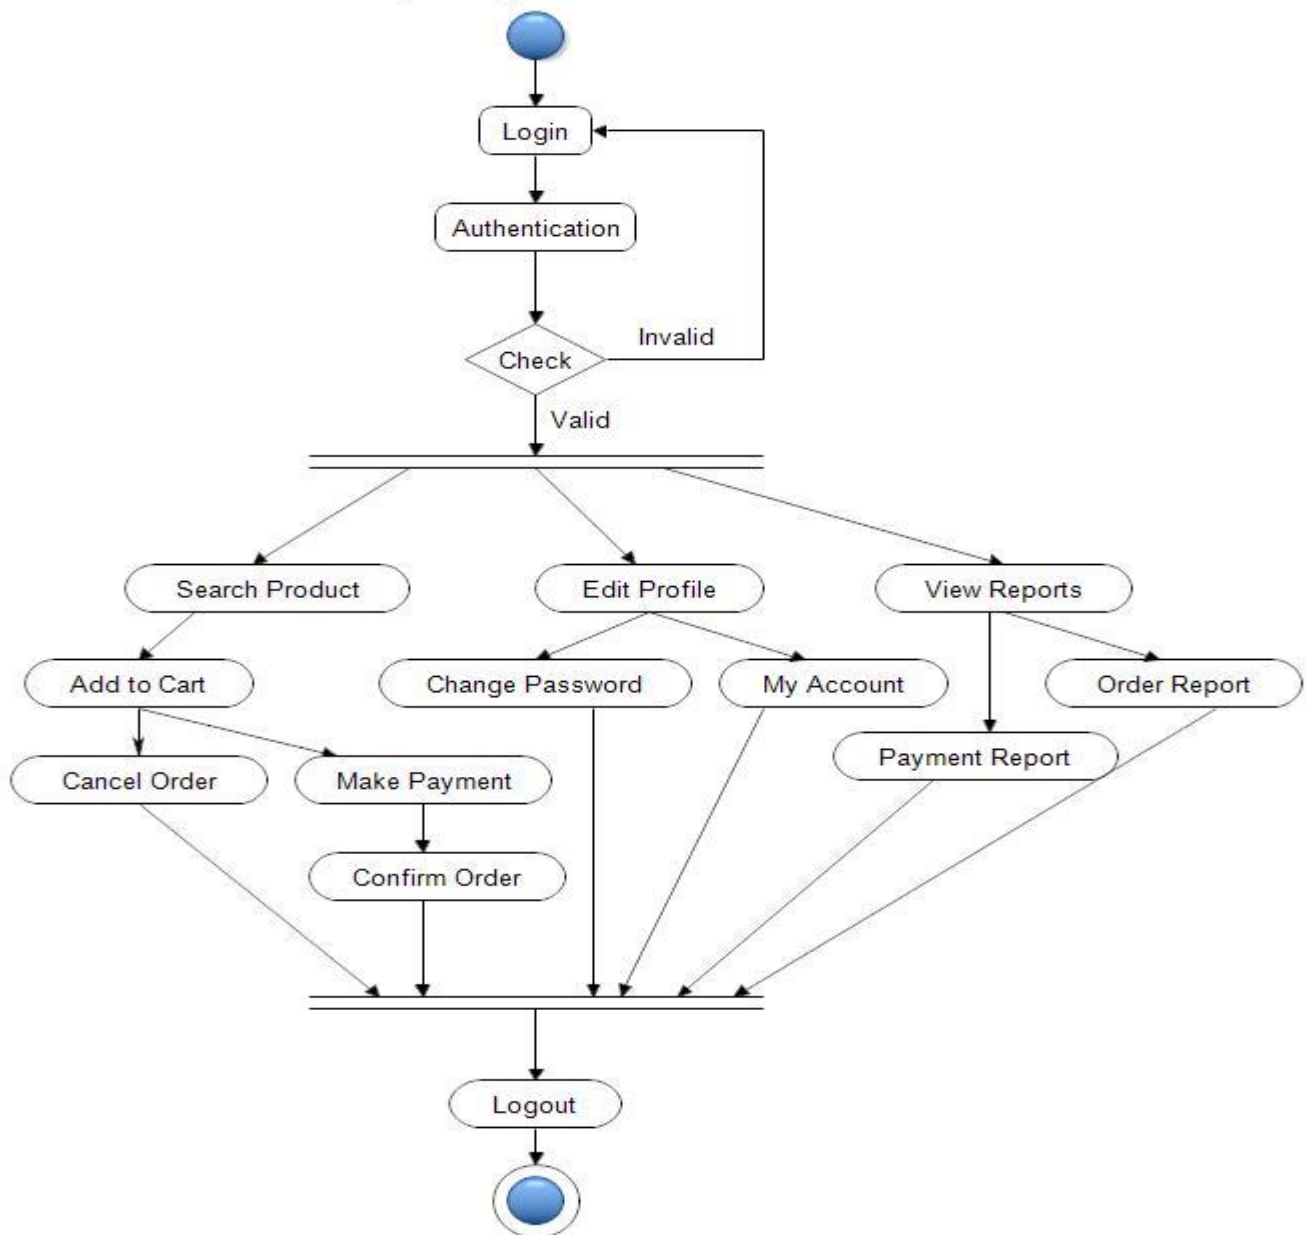 Login
Authentication
Invalid
Check
Valid
Search Product
Edit Profile
View Reports
Add to Cart
Change Password
My Account
Order Report
Payment Report
Cancel Order
Make Payment
Confirm Order
Logout